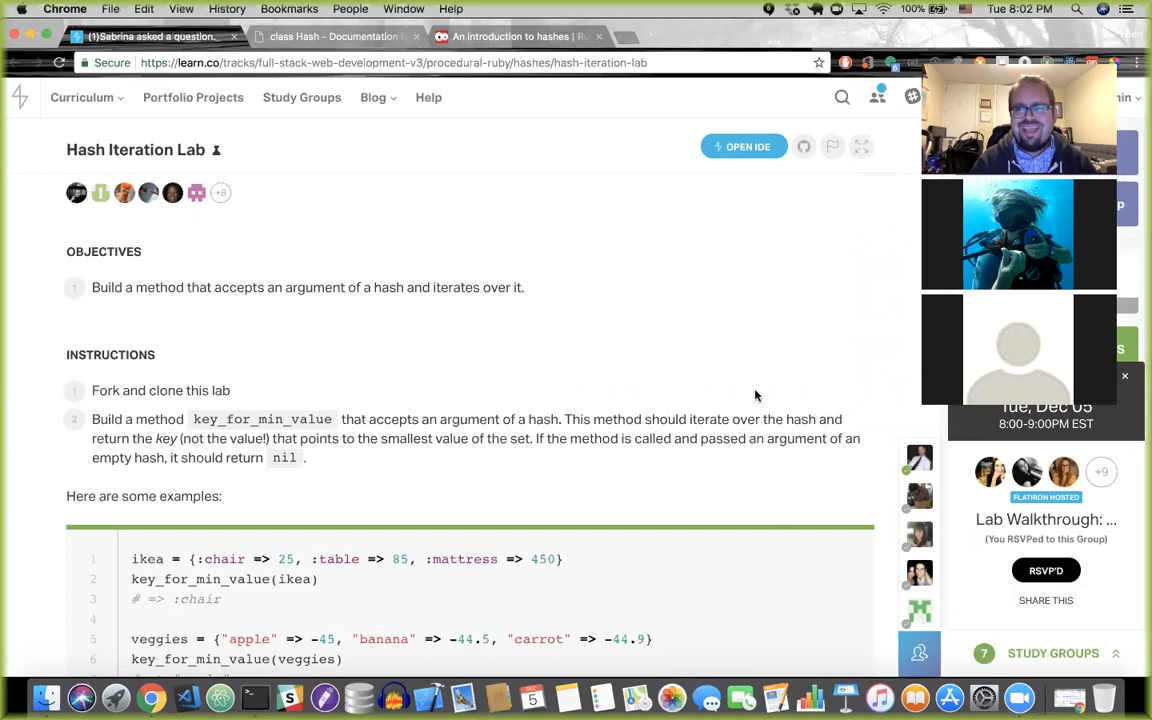 Chrome File Edit View History Bookmarks People Window Help 100% Tue 8:02 PM
(1)Sabrina asked a question. class Hash - Documentation An introduction to hashes | Ru
Secure https://learn.co/tracks/full-stack-web-development-v3/procedural-ruby/hashes/hash-iteration-lab
Curriculum Portfolio Projects Study Groups Blog Help
Hash Iteration Lab
OPEN IDE
+8
OBJECTIVES
1 Build a method that accepts an argument of a hash and iterates over it.
INSTRUCTIONS
1 Fork and clone this lab
2 Build a method key_for_min_value that accepts an argument of a hash. This method should iterate over the hash and
return the key (not the value!) that points to the smallest value of the set. If the method is called and passed an argument of an
empty hash, it should return nil .
Here are some examples:
1 ikea = {:chair => 25, :table => 85, :mattress => 450}
2 key_for_min_value(ikea)
3 # => :chair
4
5 veggies = {"apple" => -45, "banana" => -44.5, "carrot" => -44.9}
6 key_for_min_value(veggies)
Tue, Dec 05
8:00-9:00PM EST
+9
FLATIRON HOSTED
Lab Walkthrough: ...
(You RSVPed to this Group)
RSVP'D
SHARE THIS
7 STUDY GROUPS